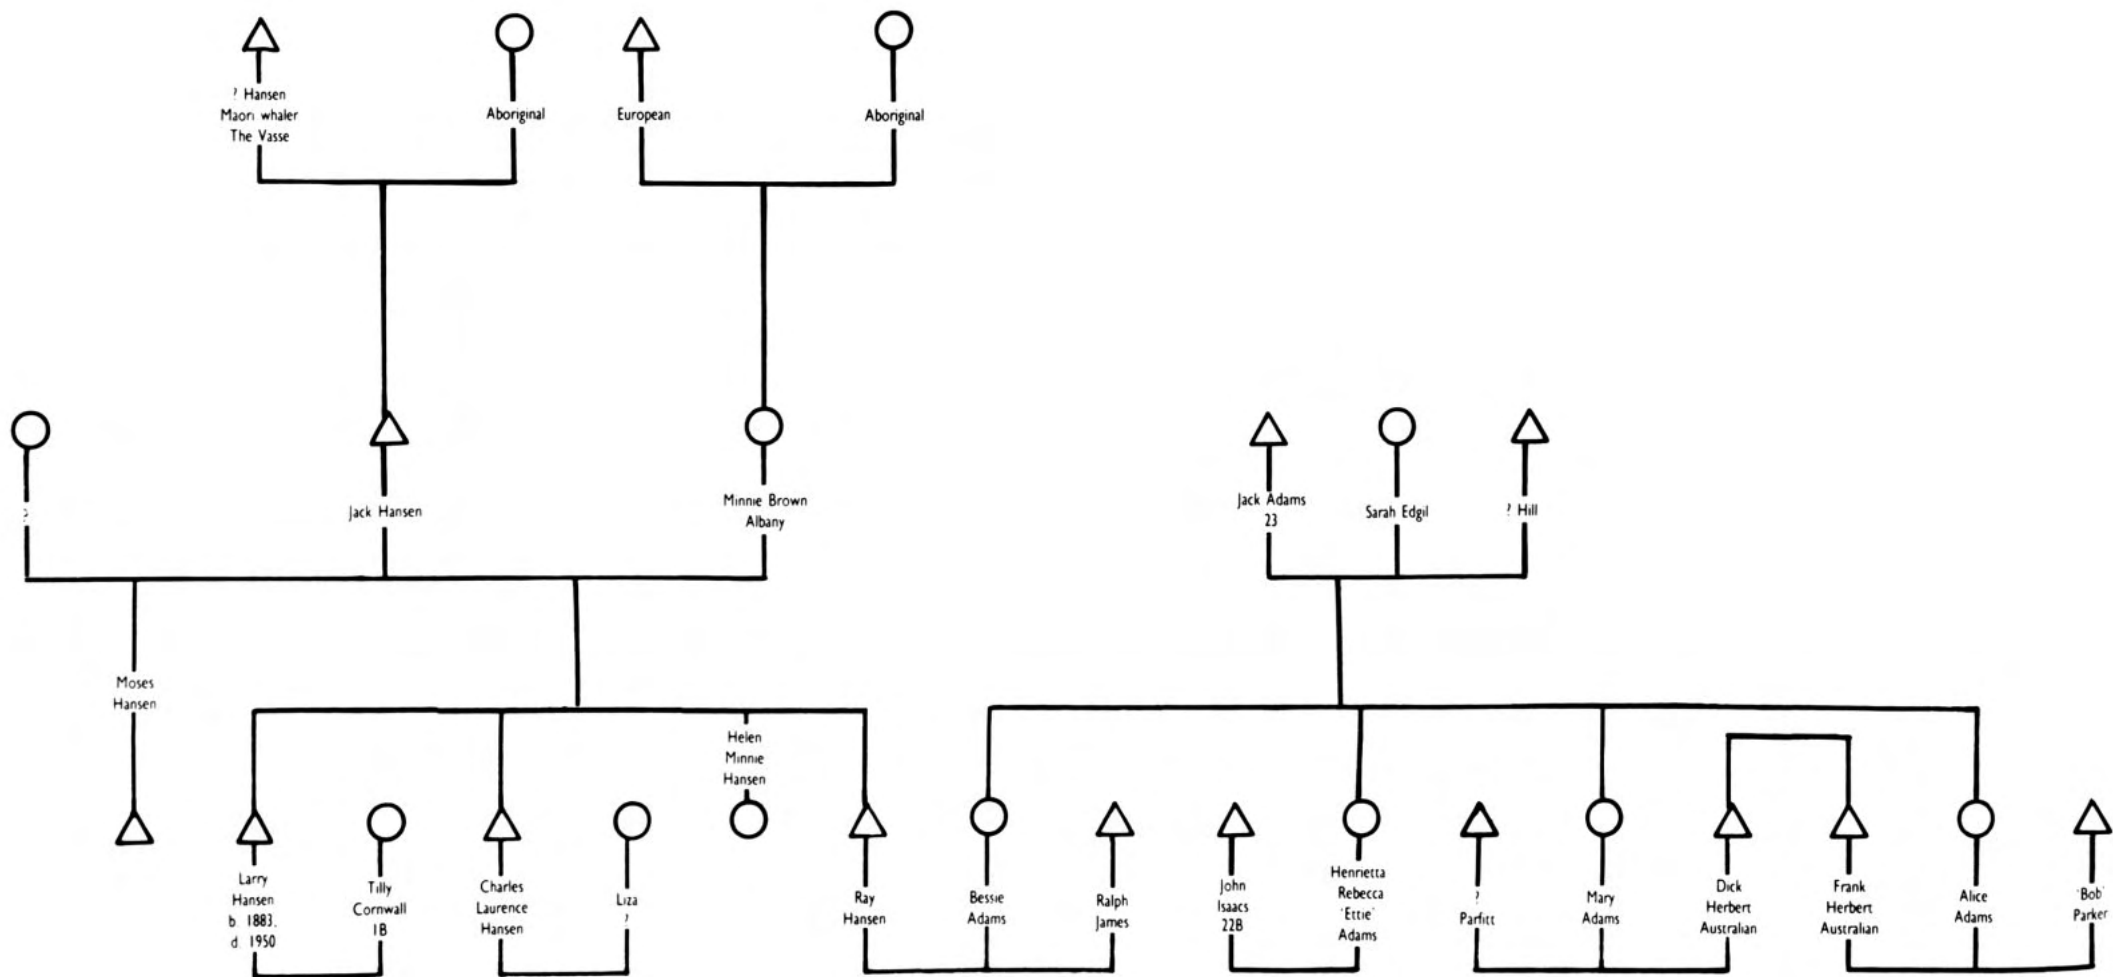 ? Hansen
Maori whaler
The Vasse
Aboriginal
European
Aboriginal
?
Jack Hansen
Minnie Brown
Albany
Jack Adams
23
Sarah Edgil
? Hill
Moses
Hansen
Helen
Minnie
Hansen
Larry
Hansen
b. 1883,
d. 1950
Tilly
Cornwall
1B
Charles
Laurence
Hansen
Liza
?
Ray
Hansen
Bessie
Adams
Ralph
James
John
Isaacs
22B
Henrietta
Rebecca
'Ettie'
Adams
?
Parfitt
Mary
Adams
Dick
Herbert
Australian
Frank
Herbert
Australian
Alice
Adams
'Bob'
Parker